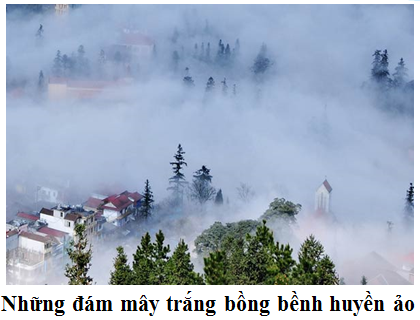 Những đám mây trắng bồng bềnh huyền ảo